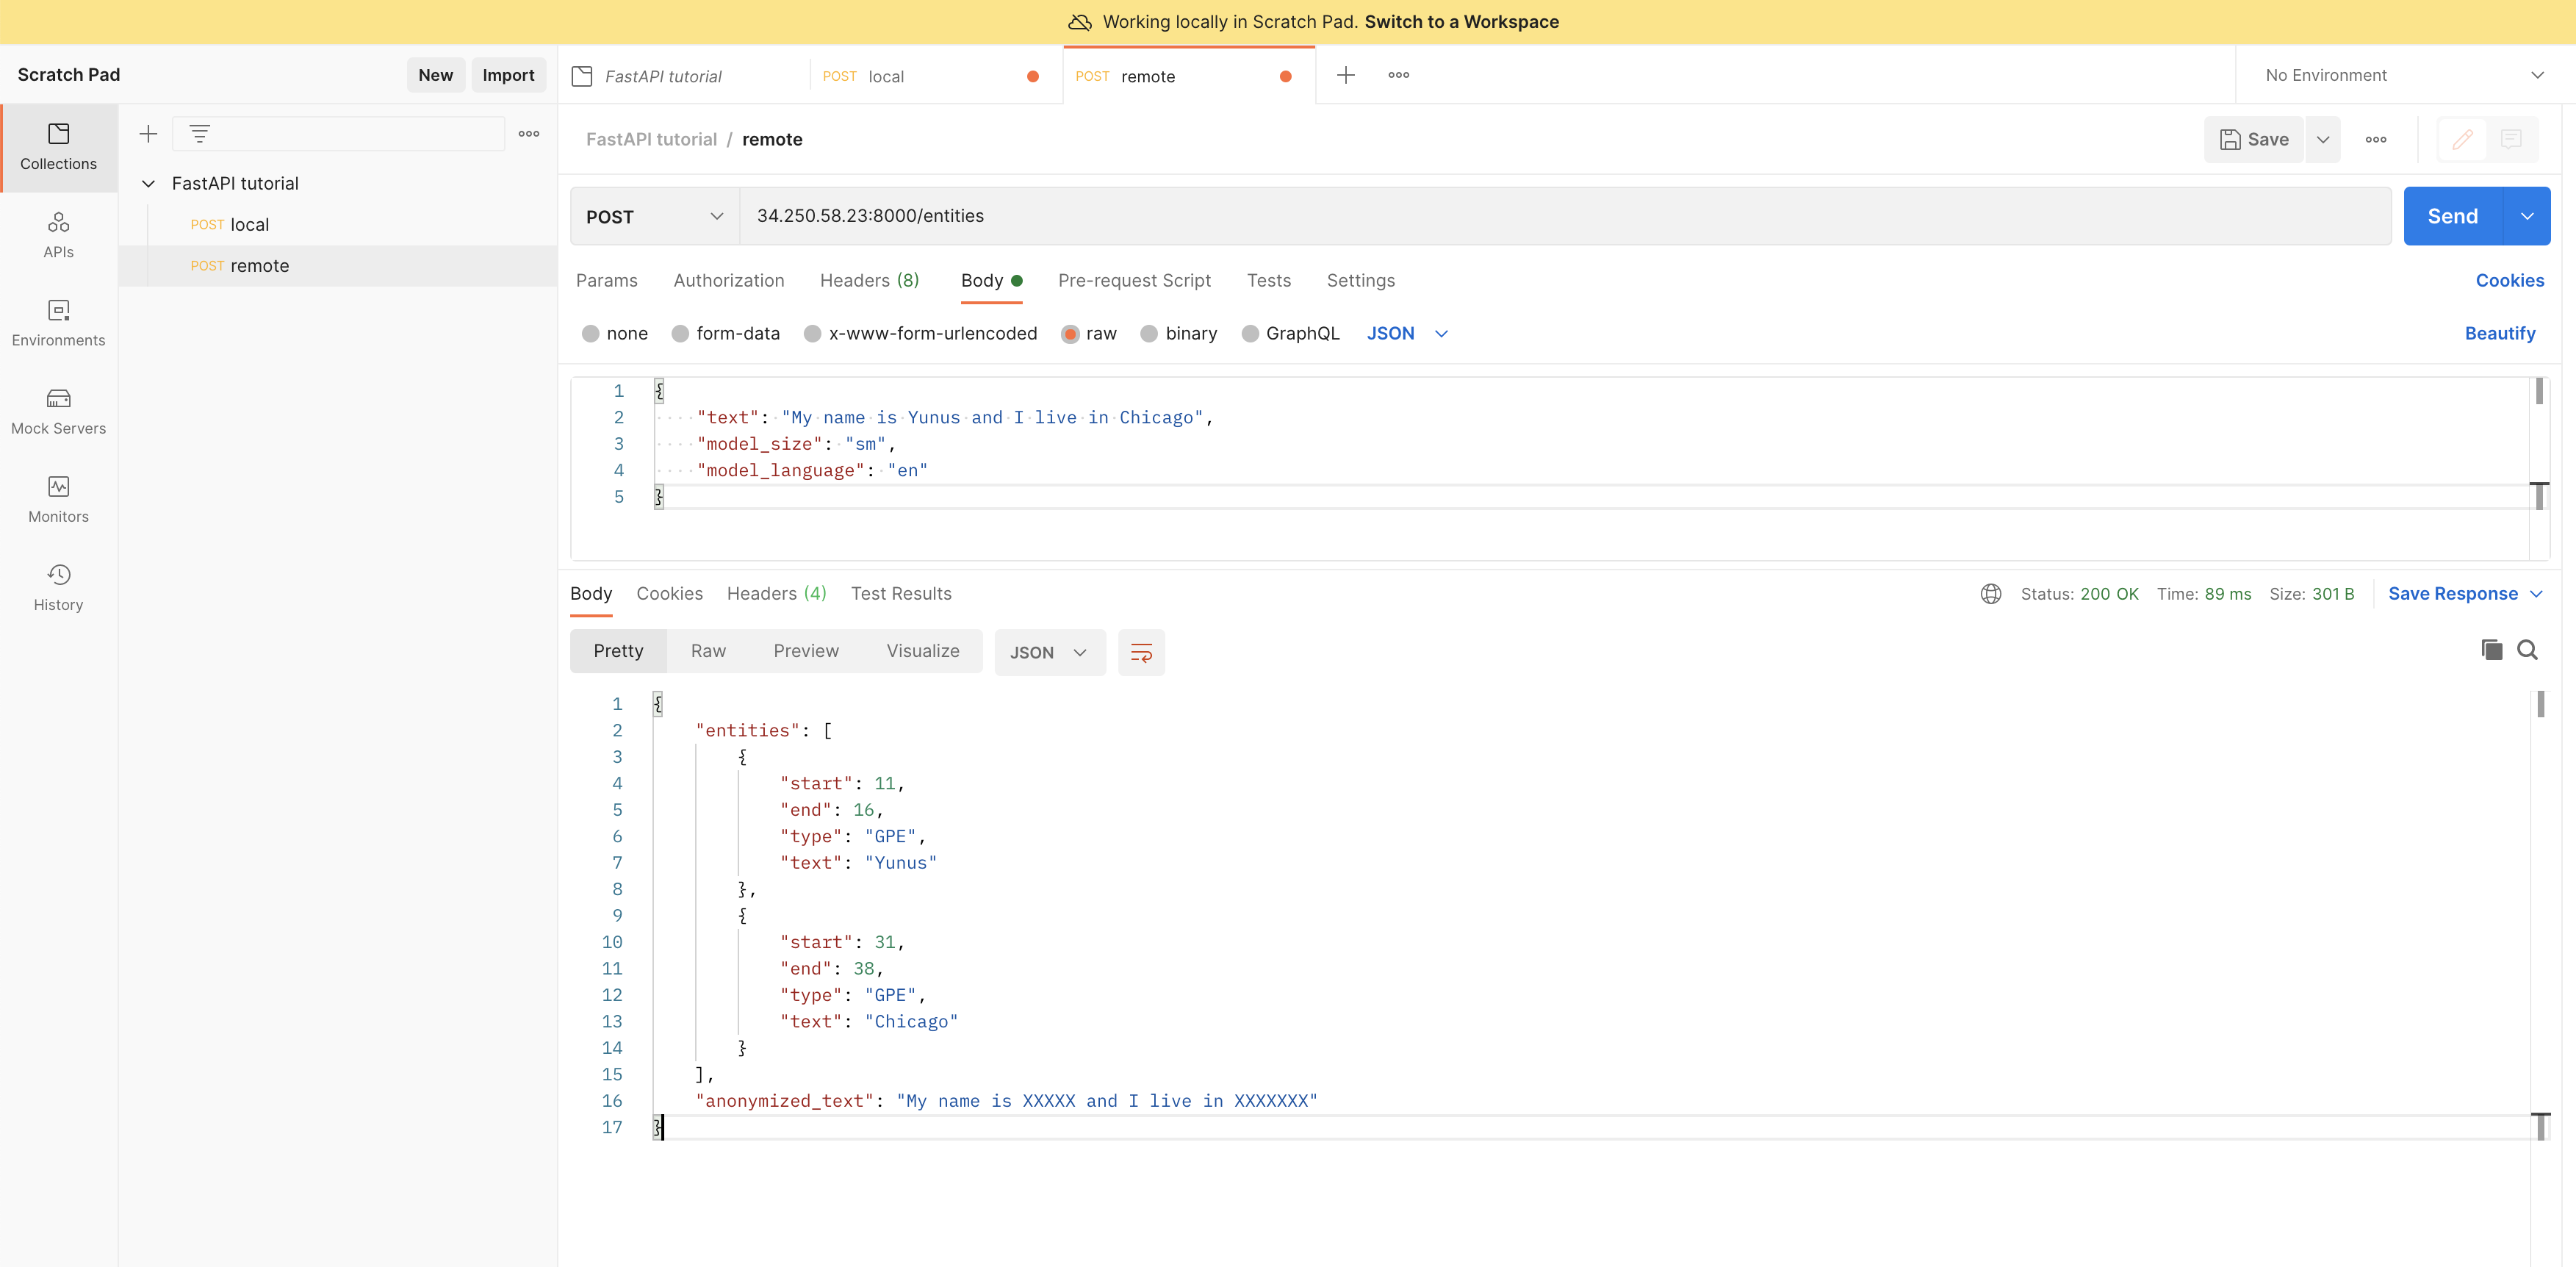 Working locally in Scratch Pad. Switch to a Workspace
Scratch Pad
New
Import
FastAPI tutorial
POST local
POST remote
No Environment
Collections
APIs
Environments
Mock Servers
Monitors
History
FastAPI tutorial
POST local
POST remote
FastAPI tutorial / remote
Save
POST
34.250.58.23:8000/entities
Send
Params
Authorization
Headers (8)
Body
Pre-request Script
Tests
Settings
Cookies
none
form-data
x-www-form-urlencoded
raw
binary
GraphQL
JSON
Beautify
1 {
2 "text": "My name is Yunus and I live in Chicago",
3 "model_size": "sm",
4 "model_language": "en"
5 }
Body
Cookies
Headers (4)
Test Results
Status: 200 OK
Time: 89 ms
Size: 301 B
Save Response
Pretty
Raw
Preview
Visualize
JSON
1 {
2 "entities": [
3 {
4 "start": 11,
5 "end": 16,
6 "type": "GPE",
7 "text": "Yunus"
8 },
9 {
10 "start": 31,
11 "end": 38,
12 "type": "GPE",
13 "text": "Chicago"
14 }
15 ],
16 "anonymized_text": "My name is XXXXX and I live in XXXXXXX"
17 }